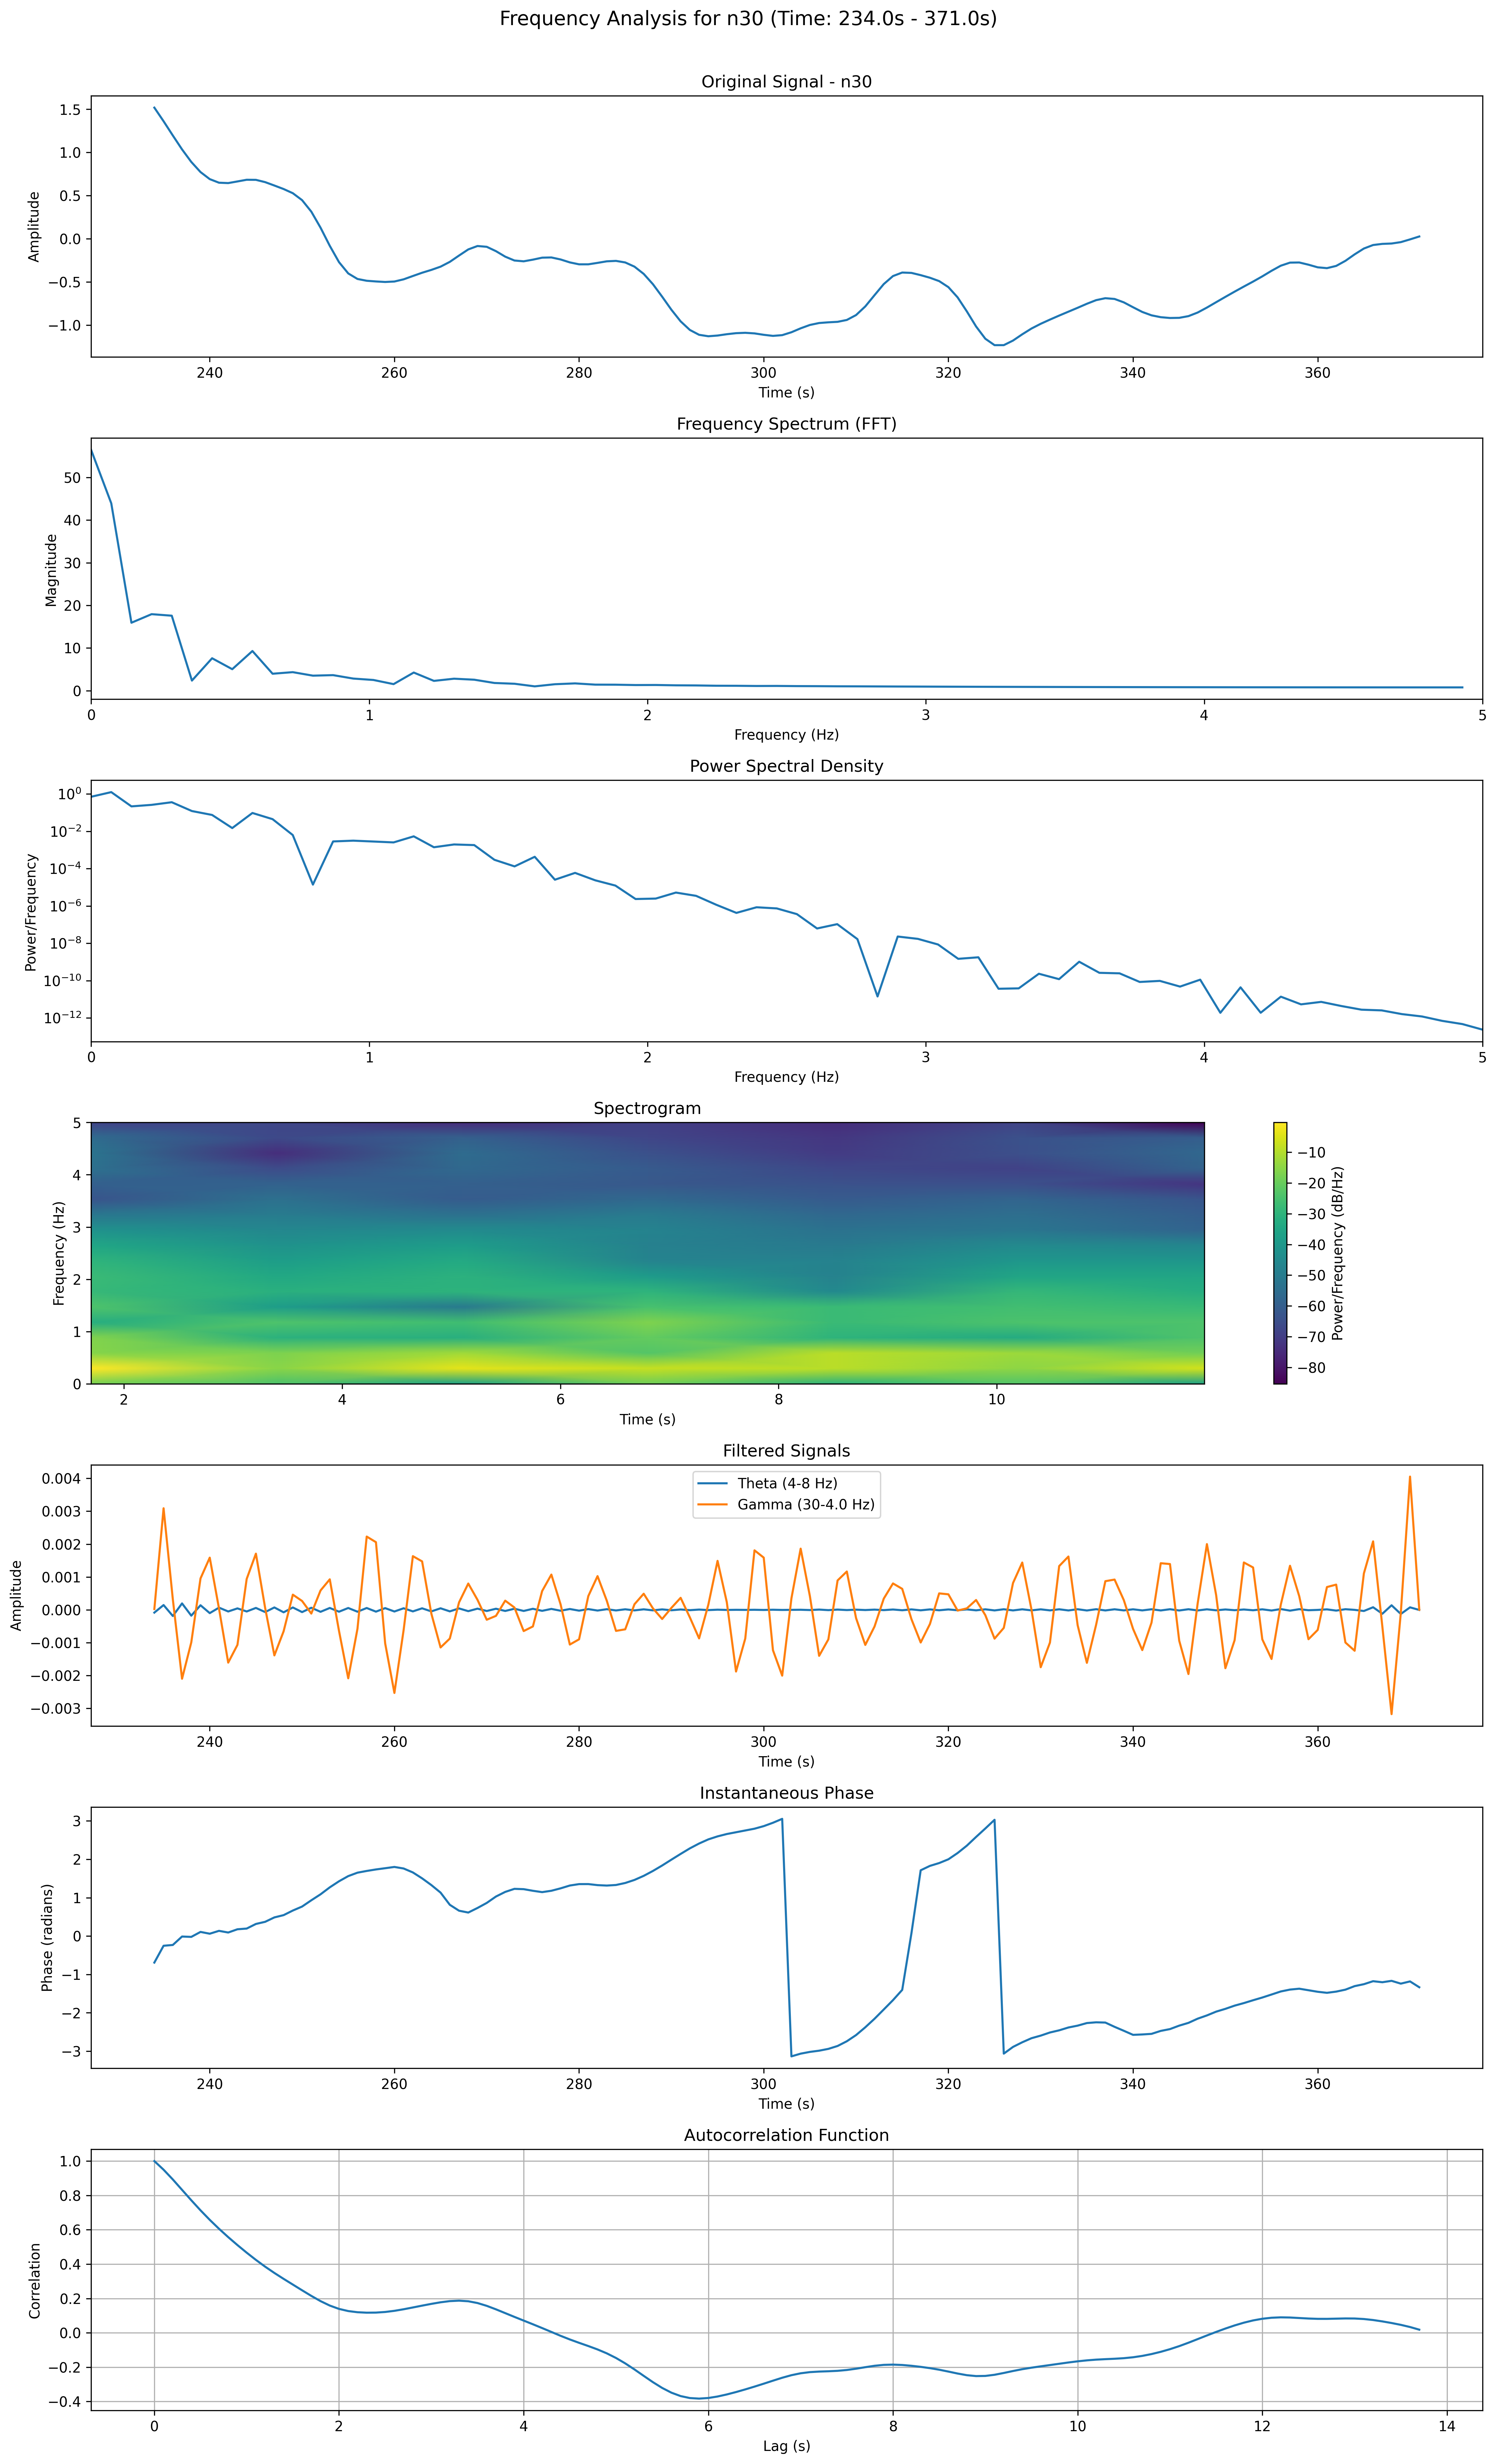 Frequency Analysis for n30 (Time: 234.0s - 371.0s)
Original Signal - n30
Amplitude
1.5
1.0
0.5
0.0
−0.5
−1.0
240 260 280 300 320 340 360
Time (s)
Frequency Spectrum (FFT)
Magnitude
50
40
30
20
10
0
0 1 2 3 4 5
Frequency (Hz)
Power Spectral Density
Power/Frequency
10⁰
10⁻²
10⁻⁴
10⁻⁶
10⁻⁸
10⁻¹⁰
10⁻¹²
0 1 2 3 4 5
Frequency (Hz)
Spectrogram
Frequency (Hz)
5
4
3
2
1
0
2 4 6 8 10
Time (s)
−10
−20
−30
−40
−50
−60
−70
−80
Power/Frequency (dB/Hz)
Filtered Signals
Theta (4-8 Hz)
Gamma (30-4.0 Hz)
Amplitude
0.004
0.003
0.002
0.001
0.000
−0.001
−0.002
−0.003
240 260 280 300 320 340 360
Time (s)
Instantaneous Phase
Phase (radians)
3
2
1
0
−1
−2
−3
240 260 280 300 320 340 360
Time (s)
Autocorrelation Function
Correlation
1.0
0.8
0.6
0.4
0.2
0.0
−0.2
−0.4
0 2 4 6 8 10 12 14
Lag (s)